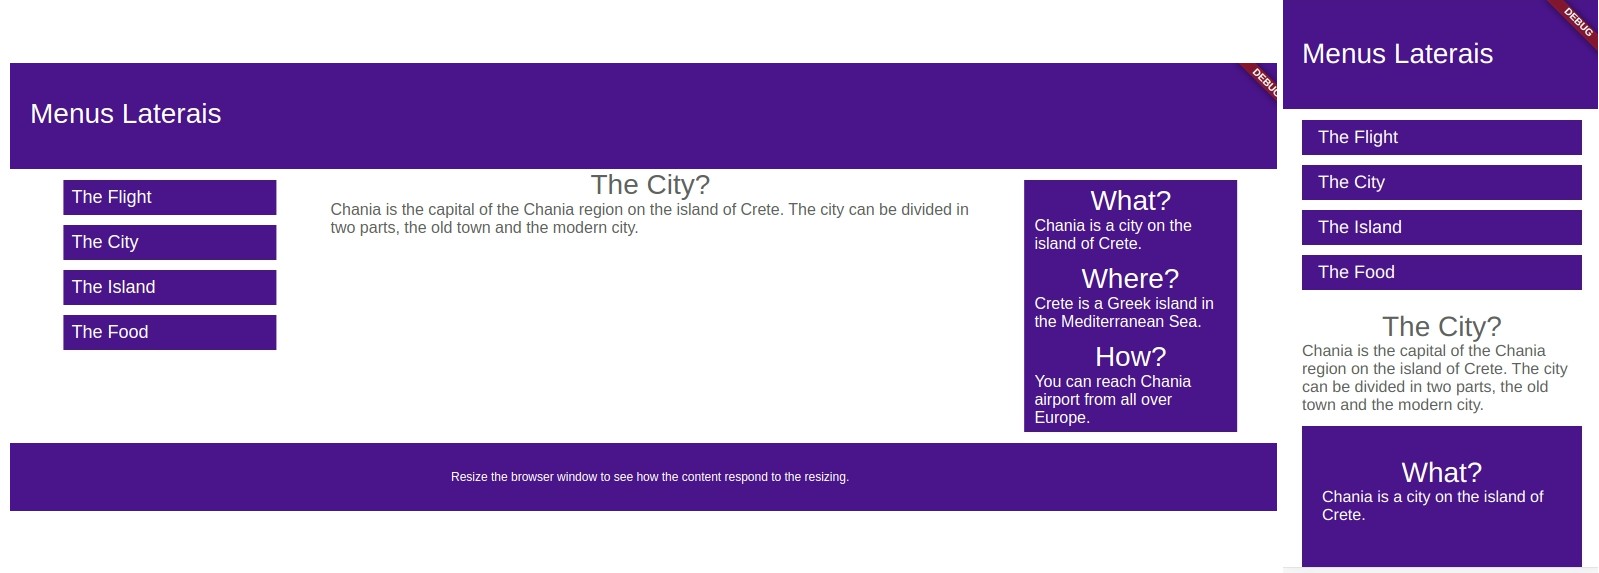 Menus Laterais
DEBUG
The Flight
The City
The Island
The Food
The City?
Chania is the capital of the Chania region on the island of Crete. The city can be divided in
two parts, the old town and the modern city.
What?
Chania is a city on the
island of Crete.
Where?
Crete is a Greek island in
the Mediterranean Sea.
How?
You can reach Chania
airport from all over
Europe.
Resize the browser window to see how the content respond to the resizing.
DEBUG
Menus Laterais
The Flight
The City
The Island
The Food
The City?
Chania is the capital of the Chania
region on the island of Crete. The city
can be divided in two parts, the old
town and the modern city.
What?
Chania is a city on the island of
Crete.